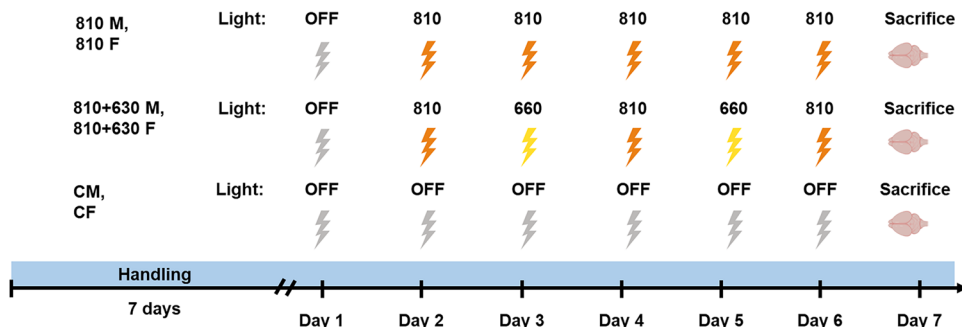 810 M,
810 F
Light: OFF 810 810 810 810 810 Sacrifice
810+630 M,
810+630 F
Light: OFF 810 660 810 660 810 Sacrifice
CM,
CF
Light: OFF OFF OFF OFF OFF OFF Sacrifice
Handling
7 days
Day 1 Day 2 Day 3 Day 4 Day 5 Day 6 Day 7